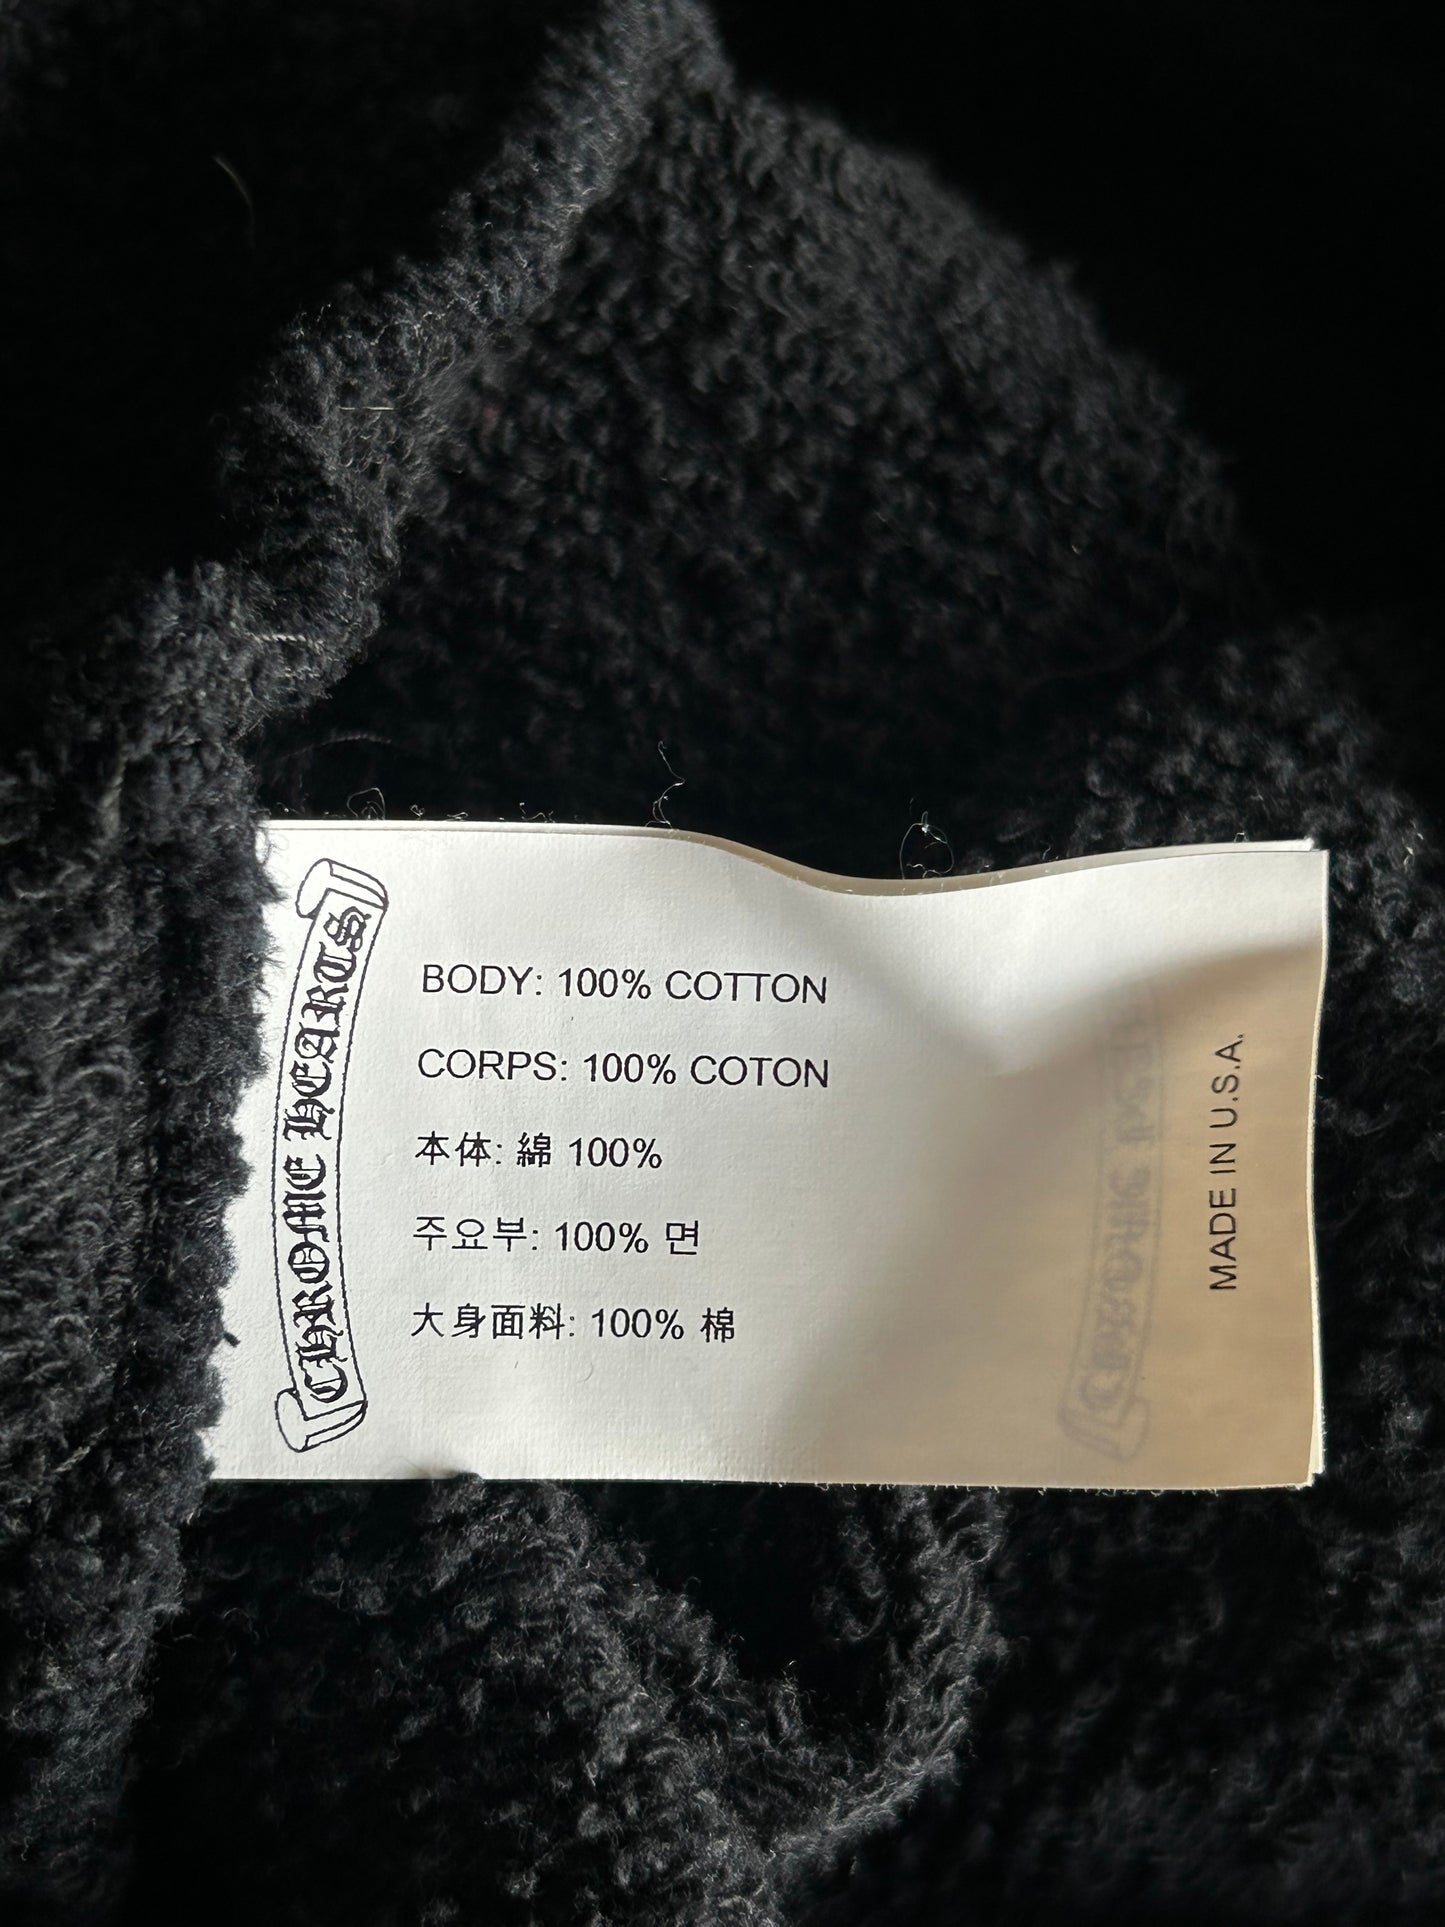 CHROME HEARTS
BODY: 100% COTTON
CORPS: 100% COTON
本体: 綿 100%
주요부: 100% 면
大身面料: 100% 棉
MADE IN U.S.A.